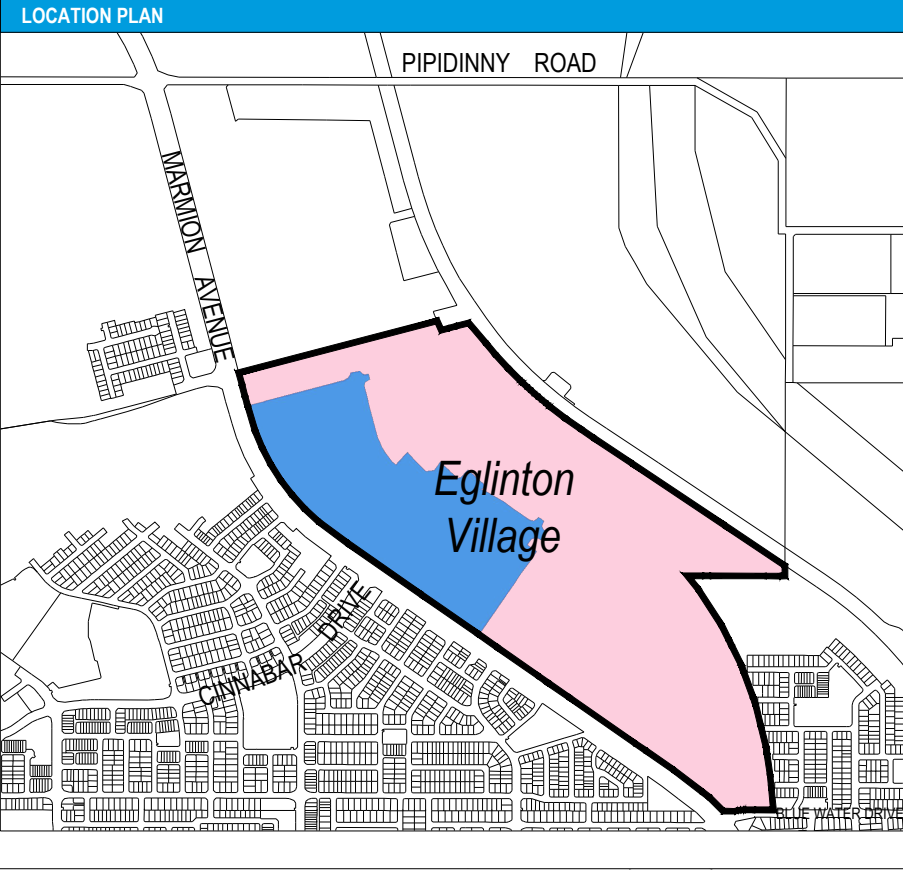 LOCATION PLAN
PIPIDINNY ROAD
MARMION AVENUE
Eglinton
Village
CINNABAR DRIVE
BLUE WATER DRIVE